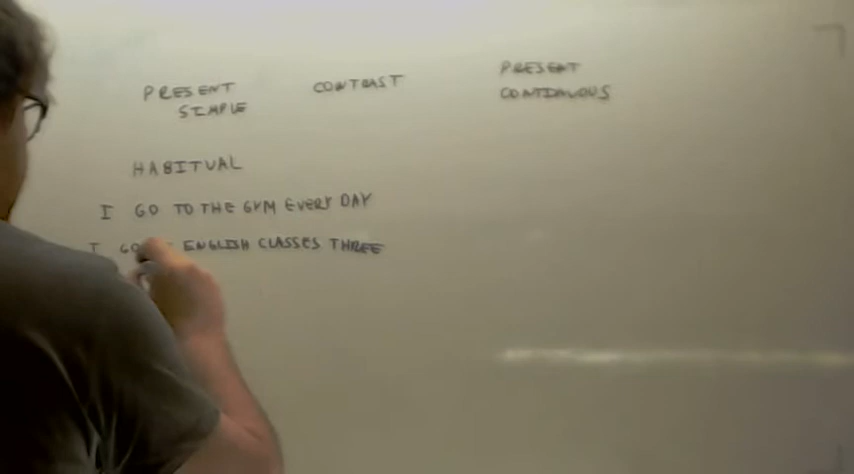 PRESENT SIMPLE
CONTRAST
PRESENT CONTINUOUS
HABITUAL
I GO TO THE GYM EVERY DAY
I GO ENGLISH CLASSES THREE